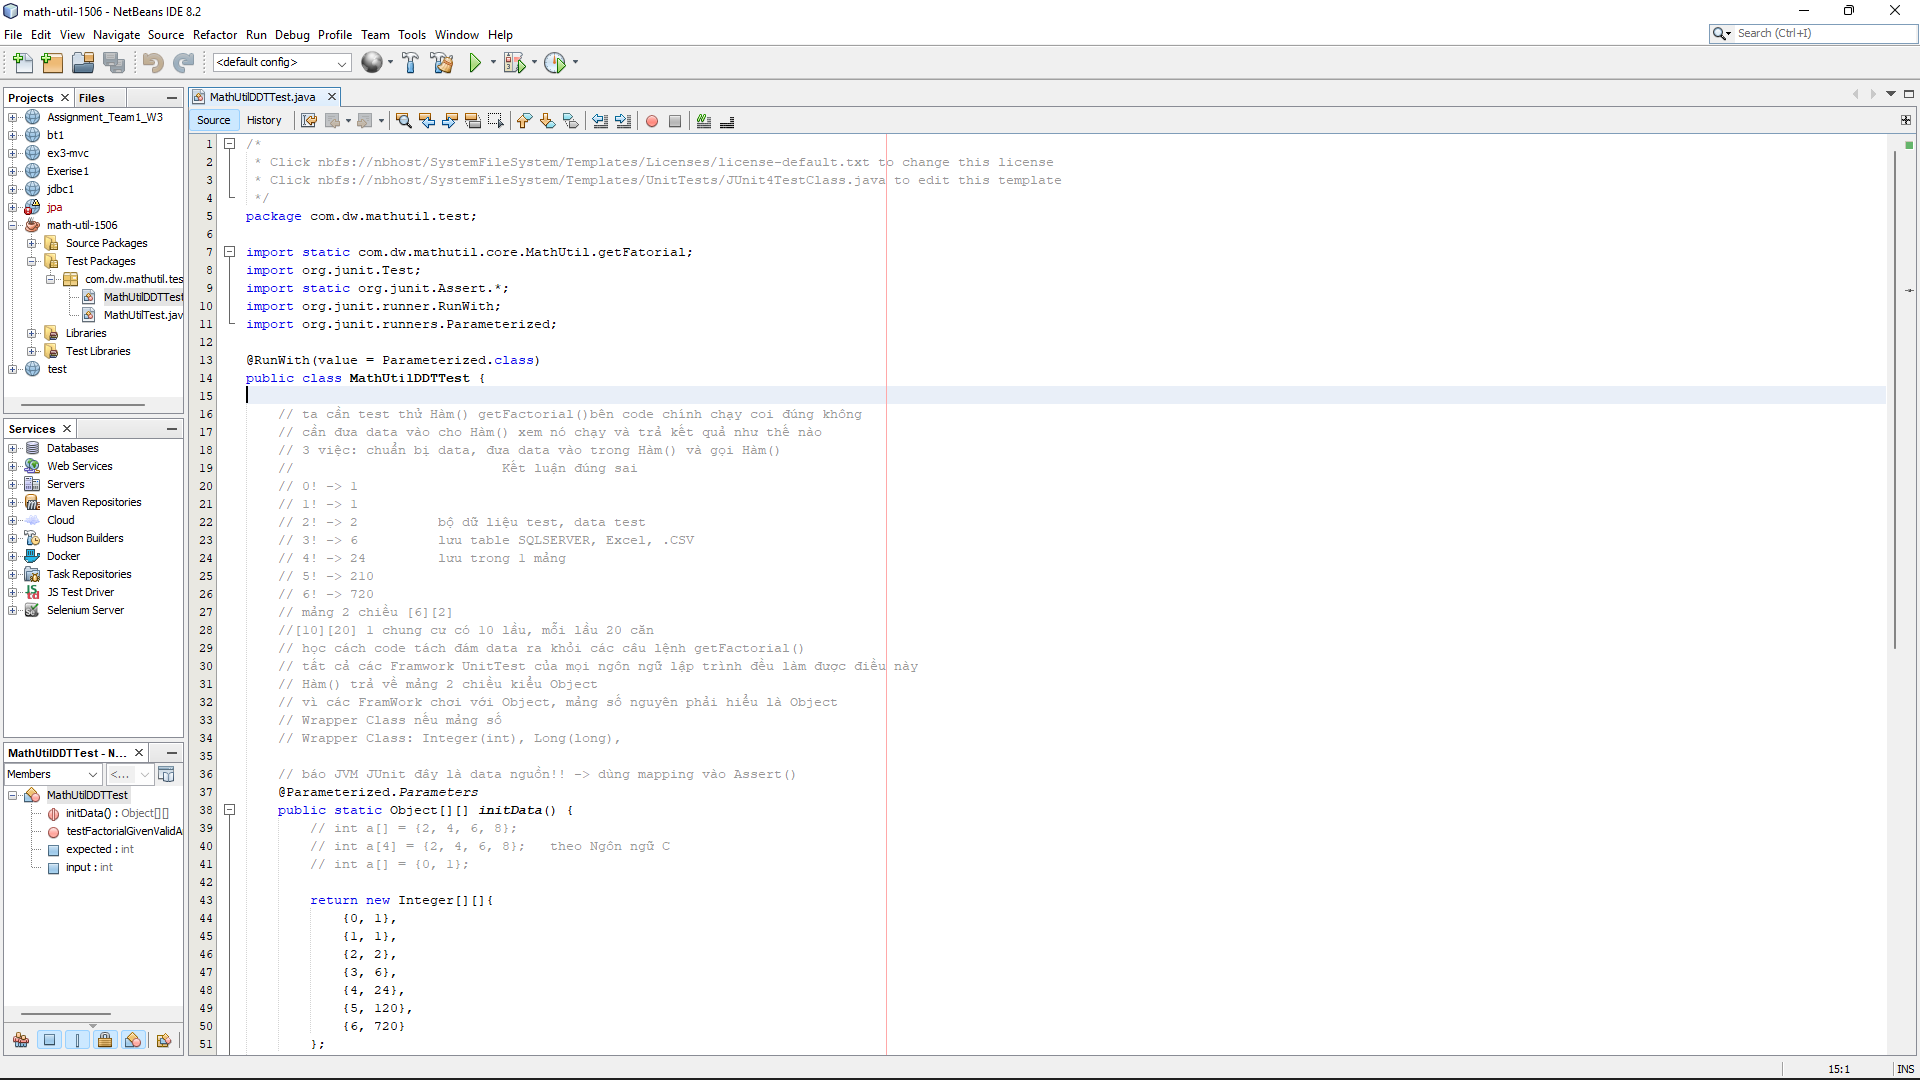 math-util-1506 - NetBeans IDE 8.2
File Edit View Navigate Source Refactor Run Debug Profile Team Tools Window Help
Search (Ctrl+I)
<default config>
Projects Files
Assignment_Team1_W3
bt1
ex3-mvc
Exerise1
jdbc1
jpa
math-util-1506
Source Packages
Test Packages
com.dw.mathutil.tes
MathUtilDDTTest
MathUtilTest.jav
Libraries
Test Libraries
test
Services
Databases
Web Services
Servers
Maven Repositories
Cloud
Hudson Builders
Docker
Task Repositories
JS Test Driver
Selenium Server
MathUtilDDTTest - N...
Members <...
MathUtilDDTTest
initData() : Object[][]
testFactorialGivenValidA
expected : int
input : int
MathUtilDDTTest.java
Source History
1 /*
2 * Click nbfs://nbhost/SystemFileSystem/Templates/Licenses/license-default.txt to change this license
3 * Click nbfs://nbhost/SystemFileSystem/Templates/UnitTests/JUnit4TestClass.java to edit this template
4 */
5 package com.dw.mathutil.test;
6
7 import static com.dw.mathutil.core.MathUtil.getFatorial;
8 import org.junit.Test;
9 import static org.junit.Assert.*;
10 import org.junit.runner.RunWith;
11 import org.junit.runners.Parameterized;
12
13 @RunWith(value = Parameterized.class)
14 public class MathUtilDDTTest {
15
16 // ta cần test thử Hàm() getFactorial()bên code chính chạy coi đúng không
17 // cần đưa data vào cho Hàm() xem nó chạy và trả kết quả như thế nào
18 // 3 việc: chuẩn bị data, đưa data vào trong Hàm() và gọi Hàm()
19 // Kết luận đúng sai
20 // 0! -> 1
21 // 1! -> 1
22 // 2! -> 2 bộ dữ liệu test, data test
23 // 3! -> 6 lưu table SQLSERVER, Excel, .CSV
24 // 4! -> 24 lưu trong 1 mảng
25 // 5! -> 210
26 // 6! -> 720
27 // mảng 2 chiều [6][2]
28 //[10][20] 1 chung cư có 10 lầu, mỗi lầu 20 căn
29 // học cách code tách đám data ra khỏi các câu lệnh getFactorial()
30 // tất cả các Framwork UnitTest của mọi ngôn ngữ lập trình đều làm được điều này
31 // Hàm() trả về mảng 2 chiều kiểu Object
32 // vì các FramWork chơi với Object, mảng số nguyên phải hiểu là Object
33 // Wrapper Class nếu mảng số
34 // Wrapper Class: Integer(int), Long(long),
35
36 // báo JVM JUnit đây là data nguồn!! -> dùng mapping vào Assert()
37 @Parameterized.Parameters
38 public static Object[][] initData() {
39 // int a[] = {2, 4, 6, 8};
40 // int a[4] = {2, 4, 6, 8}; theo Ngôn ngữ C
41 // int a[] = {0, 1};
42
43 return new Integer[][]{
44 {0, 1},
45 {1, 1},
46 {2, 2},
47 {3, 6},
48 {4, 24},
49 {5, 120},
50 {6, 720}
51 };
15:1 INS